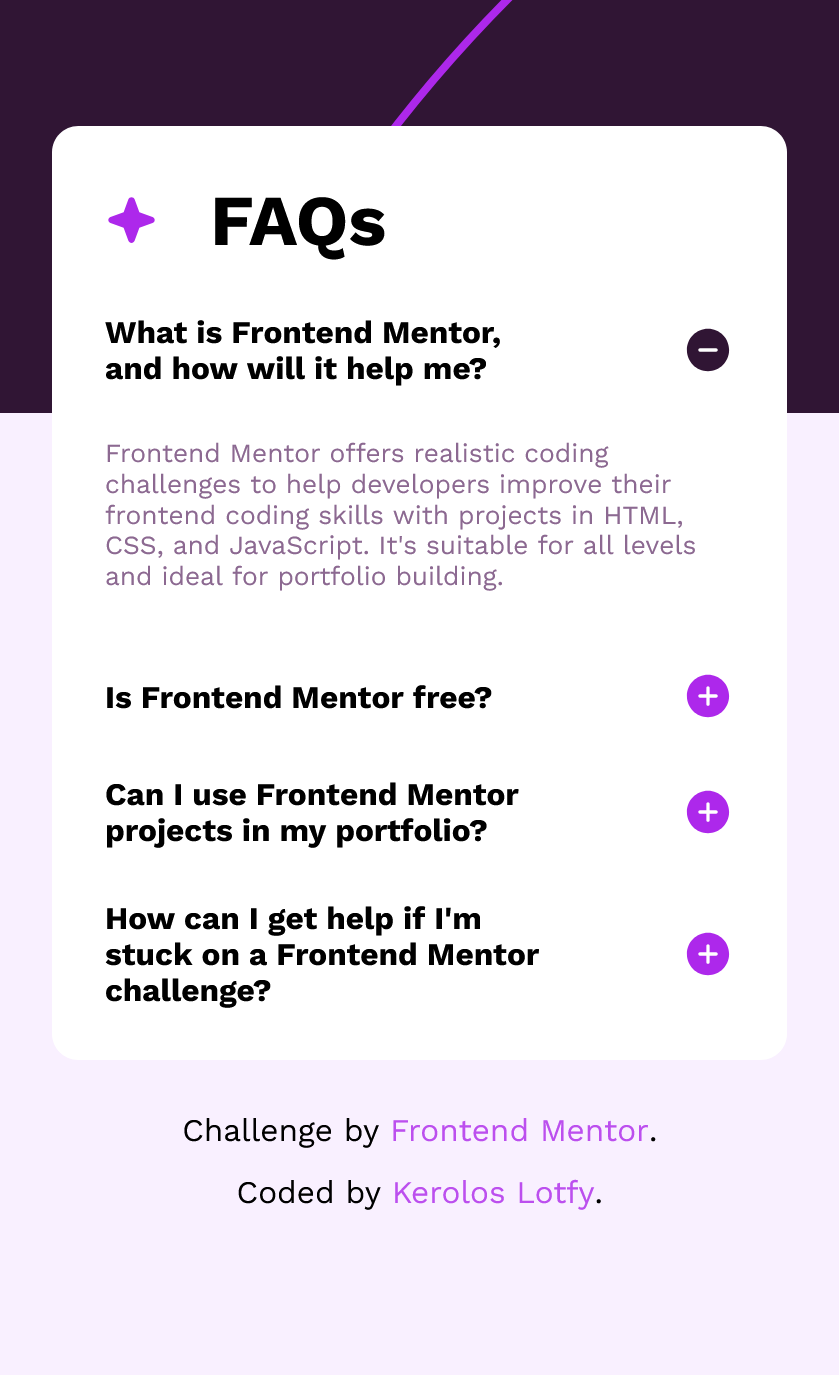 FAQs
What is Frontend Mentor,
and how will it help me?
Frontend Mentor offers realistic coding
challenges to help developers improve their
frontend coding skills with projects in HTML,
CSS, and JavaScript. It's suitable for all levels
and ideal for portfolio building.
Is Frontend Mentor free?
Can I use Frontend Mentor
projects in my portfolio?
How can I get help if I'm
stuck on a Frontend Mentor
challenge?
Challenge by Frontend Mentor.
Coded by Kerolos Lotfy.